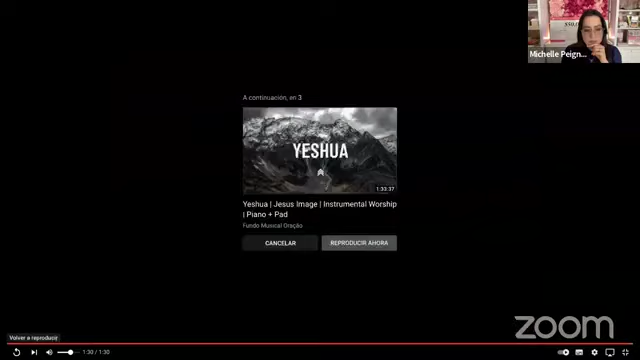 Michelle Peign...
A continuación, en 3
YESHUA
1:33:37
Yeshua | Jesus Image | Instrumental Worship
| Piano + Pad
Fundo Musical Oração
CANCELAR
REPRODUCIR AHORA
zoom
Volver a reproducir
1:30 / 1:30